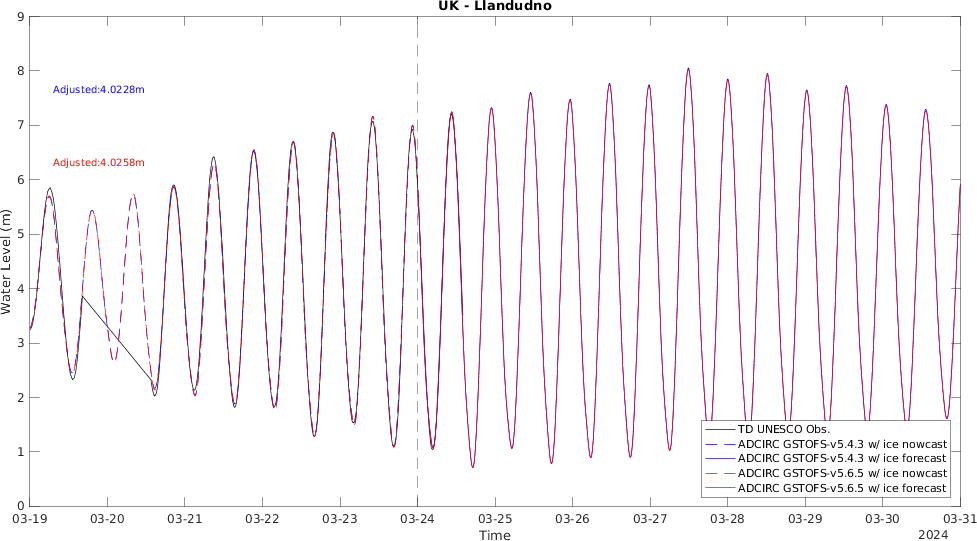 UK - Llandudno
9
8
7
6
5
4
3
2
1
0
Water Level (m)
Adjusted:4.0228m
Adjusted:4.0258m
TD UNESCO Obs.
ADCIRC GSTOFS-v5.4.3 w/ ice nowcast
ADCIRC GSTOFS-v5.4.3 w/ ice forecast
ADCIRC GSTOFS-v5.6.5 w/ ice nowcast
ADCIRC GSTOFS-v5.6.5 w/ ice forecast
03-19 03-20 03-21 03-22 03-23 03-24 03-25 03-26 03-27 03-28 03-29 03-30 03-31
Time
2024